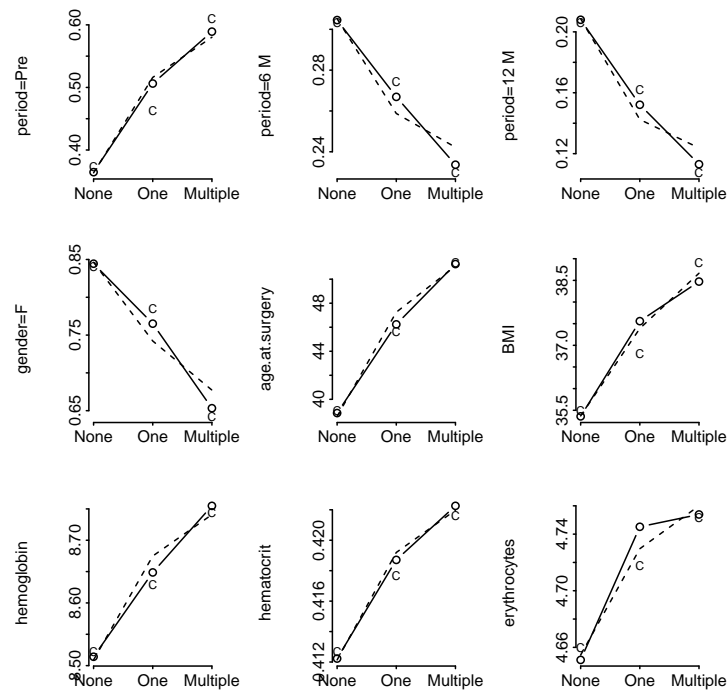 period=Pre
0.40 0.50 0.60
C
C
C
None One Multiple
period=6 M
0.24 0.28
C
C
C
None One Multiple
period=12 M
0.12 0.16 0.20
C
C
C
None One Multiple
gender=F
0.65 0.75 0.85
C
C
C
None One Multiple
age.at.surgery
40 44 48
C
C
C
None One Multiple
BMI
35.5 37.0 38.5
C
C
C
None One Multiple
hemoglobin
8.50 8.60 8.70
C
C
C
None One Multiple
hematocrit
0.412 0.416 0.420
C
C
C
None One Multiple
erythrocytes
4.66 4.70 4.74
C
C
C
None One Multiple